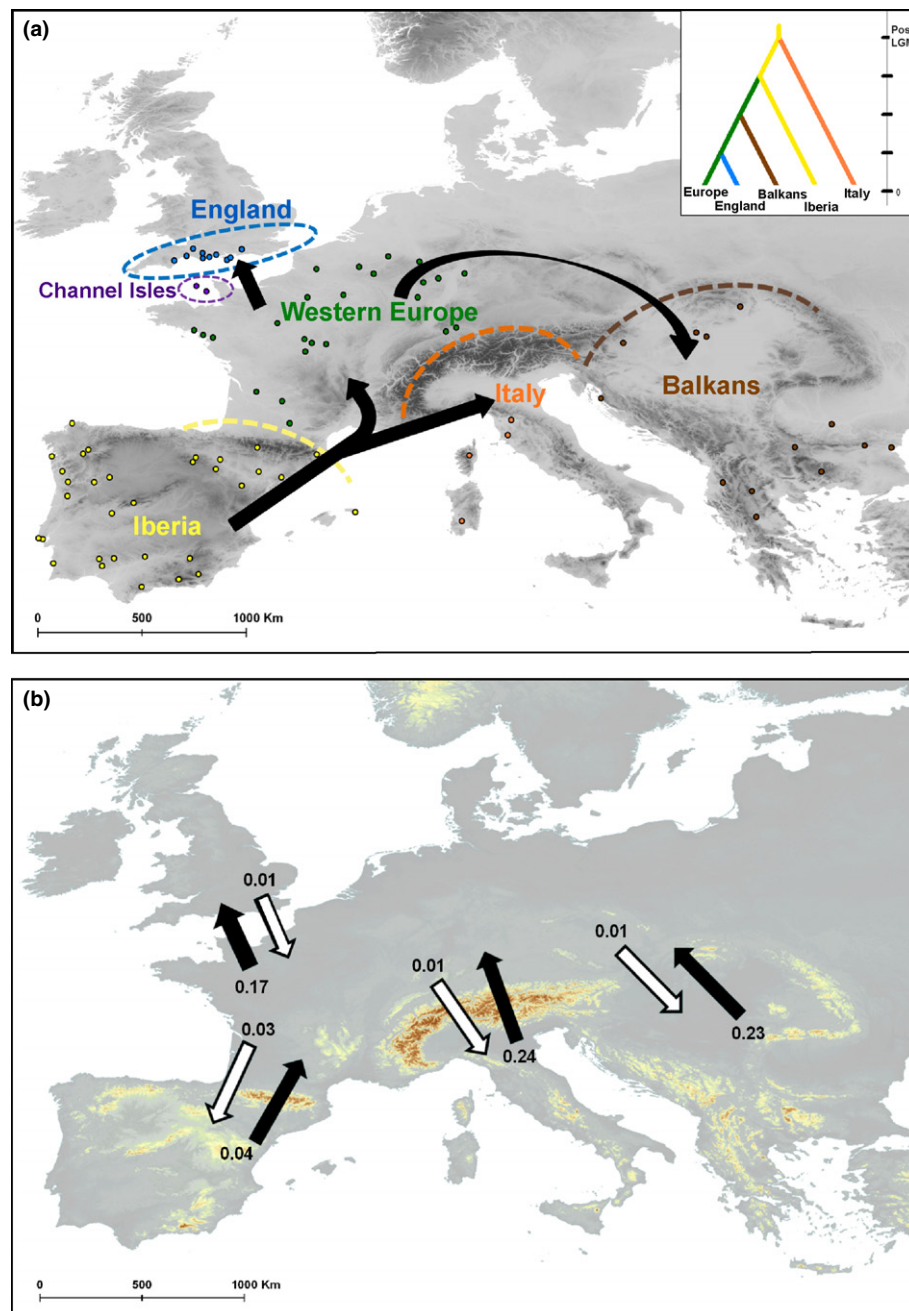 (a)
Pos
LGM
0
Europe
England
Balkans
Iberia
Italy
England
Channel Isles
Western Europe
Italy
Balkans
Iberia
0
500
1000 Km
(b)
0.01
0.17
0.03
0.04
0.01
0.24
0.01
0.23
0
500
1000 Km